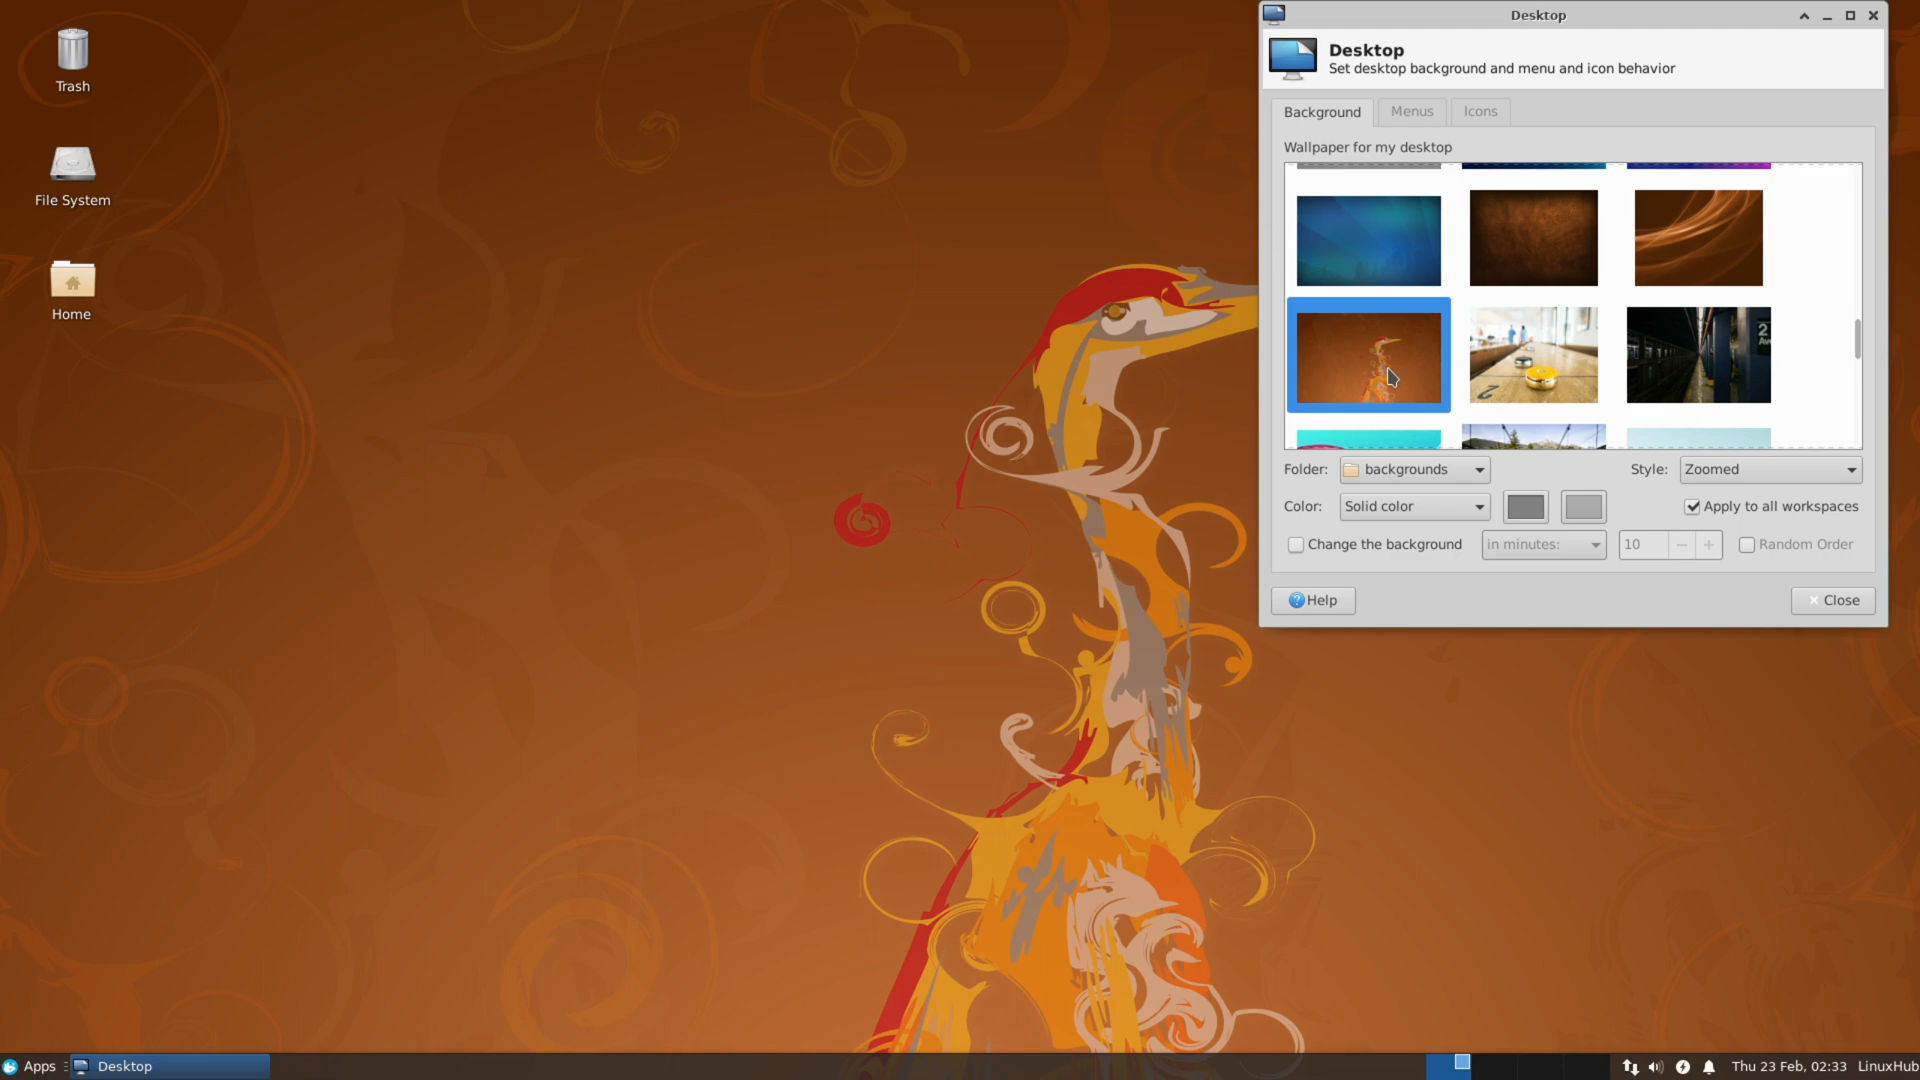 Trash
File System
Home
Desktop
Desktop
Set desktop background and menu and icon behavior
Background Menus Icons
Wallpaper for my desktop
Folder: backgrounds Style: Zoomed
Color: Solid color Apply to all workspaces
Change the background in minutes: 10 Random Order
Help Close
Apps Desktop Thu 23 Feb, 02:33 LinuxHub